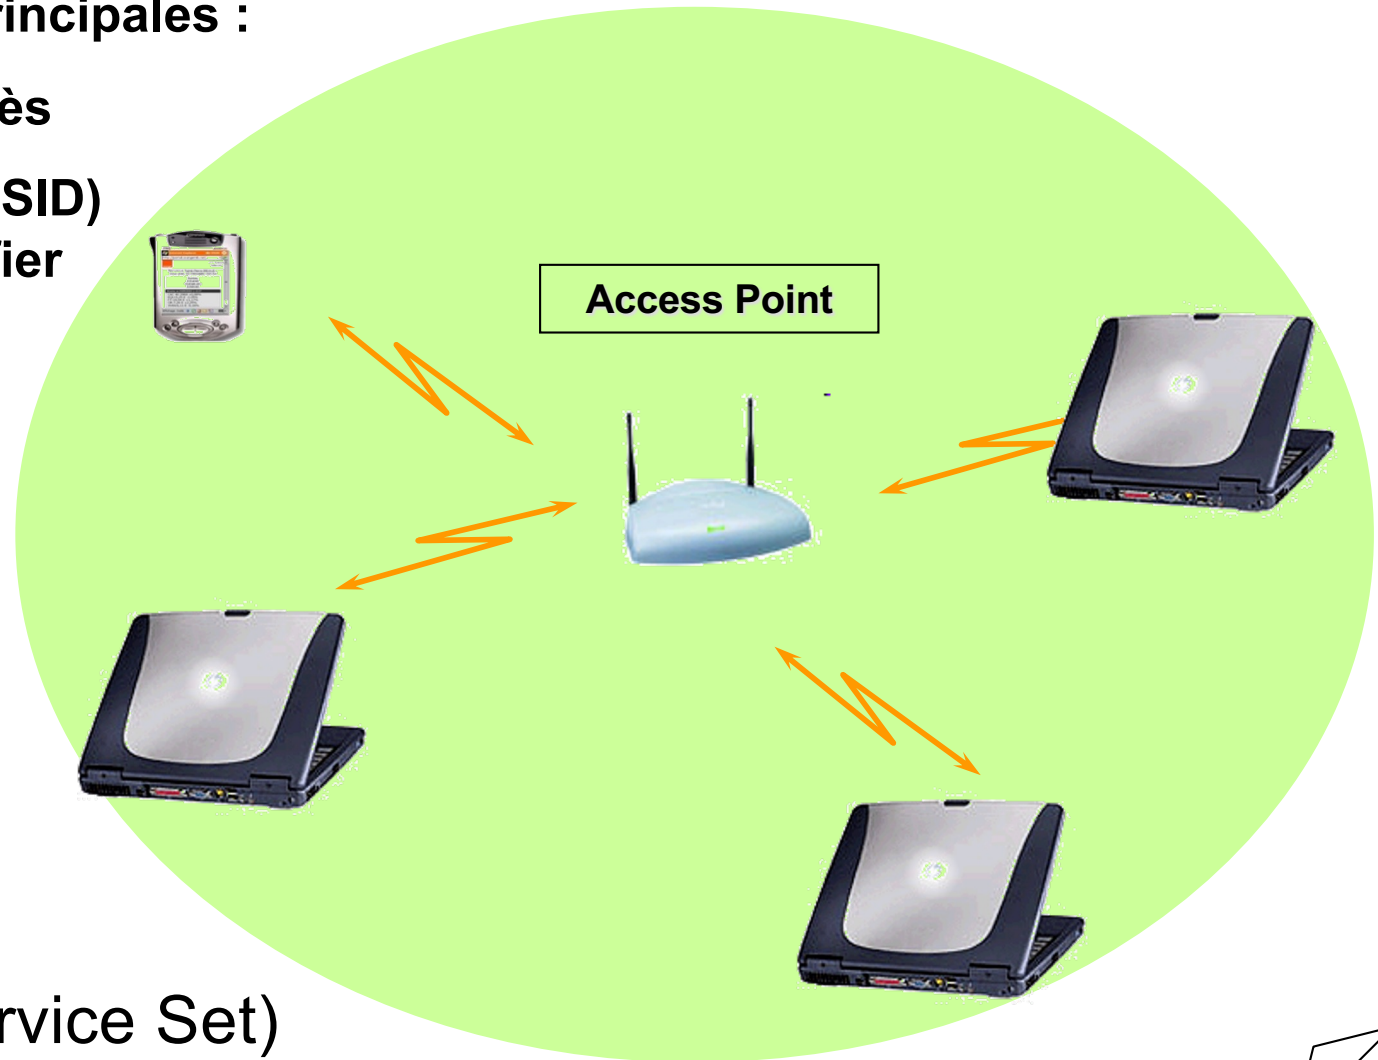 rincipales :
ès
SID)
ier
Access Point
rvice Set)